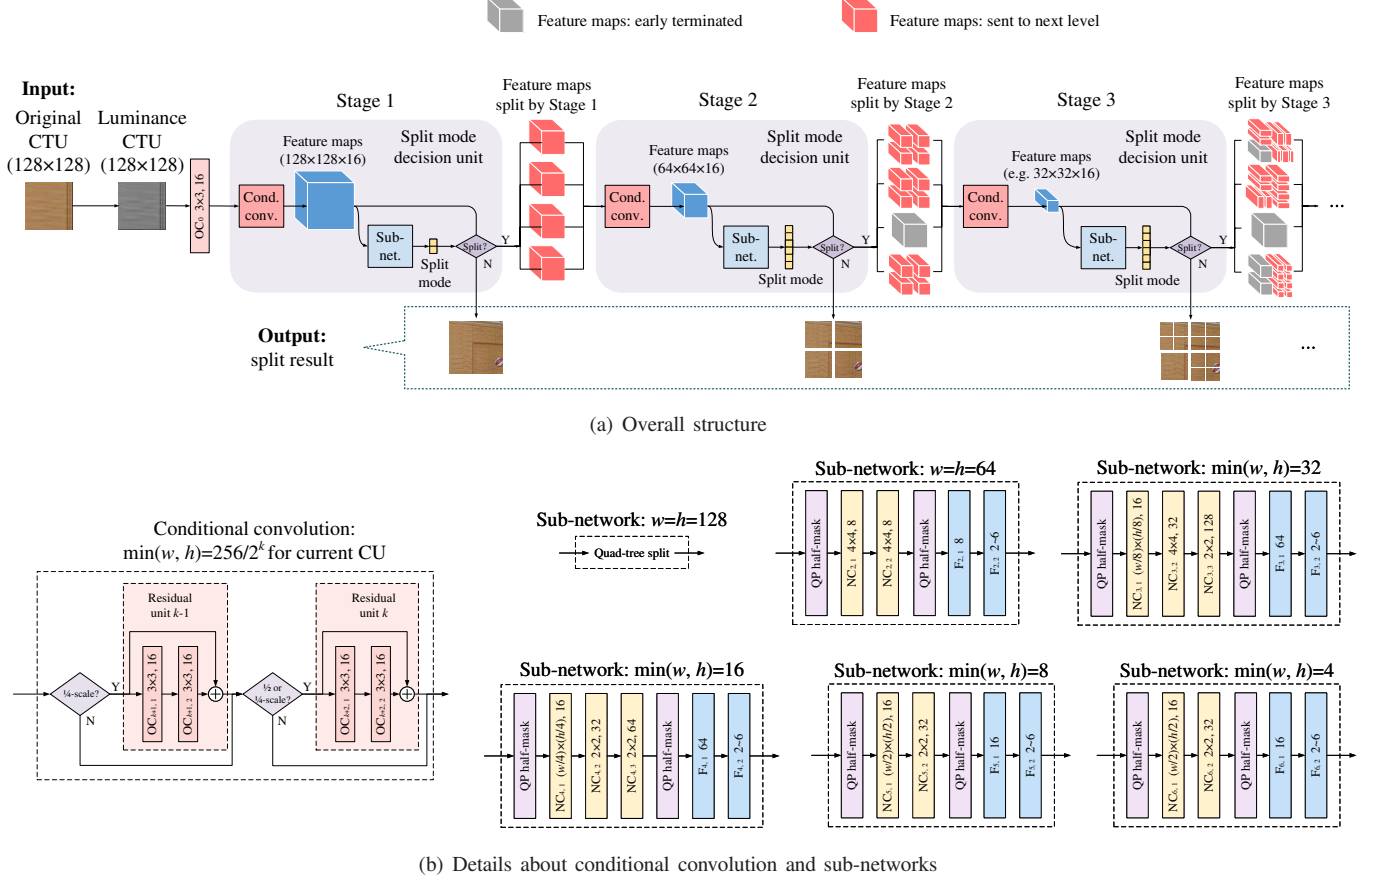 Feature maps: early terminated
Feature maps: sent to next level
Input:
Original
CTU
(128×128)
Luminance
CTU
(128×128)
OC0 3×3, 16
Stage 1
Cond.
conv.
Feature maps
(128×128×16)
Split mode
decision unit
Sub-
net.
Split
mode
Split?
Y
N
Feature maps
split by Stage 1
Stage 2
Cond.
conv.
Feature maps
(64×64×16)
Split mode
decision unit
Sub-
net.
Split mode
Split?
Y
N
Feature maps
split by Stage 2
Stage 3
Cond.
conv.
Feature maps
(e.g. 32×32×16)
Split mode
decision unit
Sub-
net.
Split mode
Split?
Y
N
Feature maps
split by Stage 3
...
Output:
split result
...
(a) Overall structure
Conditional convolution:
min(w, h)=256/2^k for current CU
¼-scale?
Y
N
Residual
unit k-1
OCk+1, 1 3×3, 16
OCk+1, 2 3×3, 16
½ or
¼-scale?
Y
N
Residual
unit k
OCk+2, 1 3×3, 16
OCk+2, 2 3×3, 16
Sub-network: w=h=128
Quad-tree split
Sub-network: w=h=64
QP half-mask
NC2, 1 4×4, 8
NC2, 2 4×4, 8
QP half-mask
F2, 1 8
F2, 2 2~6
Sub-network: min(w, h)=32
QP half-mask
NC3, 1 (w/8)×(h/8), 16
NC3, 2 4×4, 32
NC3, 3 2×2, 128
QP half-mask
F3, 1 64
F3, 2 2~6
Sub-network: min(w, h)=16
QP half-mask
NC4, 1 (w/4)×(h/4), 16
NC4, 2 2×2, 32
NC4, 3 2×2, 64
QP half-mask
F4, 1 64
F4, 2 2~6
Sub-network: min(w, h)=8
QP half-mask
NC5, 1 (w/2)×(h/2), 16
NC5, 2 2×2, 32
QP half-mask
F5, 1 16
F5, 2 2~6
Sub-network: min(w, h)=4
QP half-mask
NC6, 1 (w/2)×(h/2), 16
NC6, 2 2×2, 32
QP half-mask
F6, 1 16
F6, 2 2~6
(b) Details about conditional convolution and sub-networks